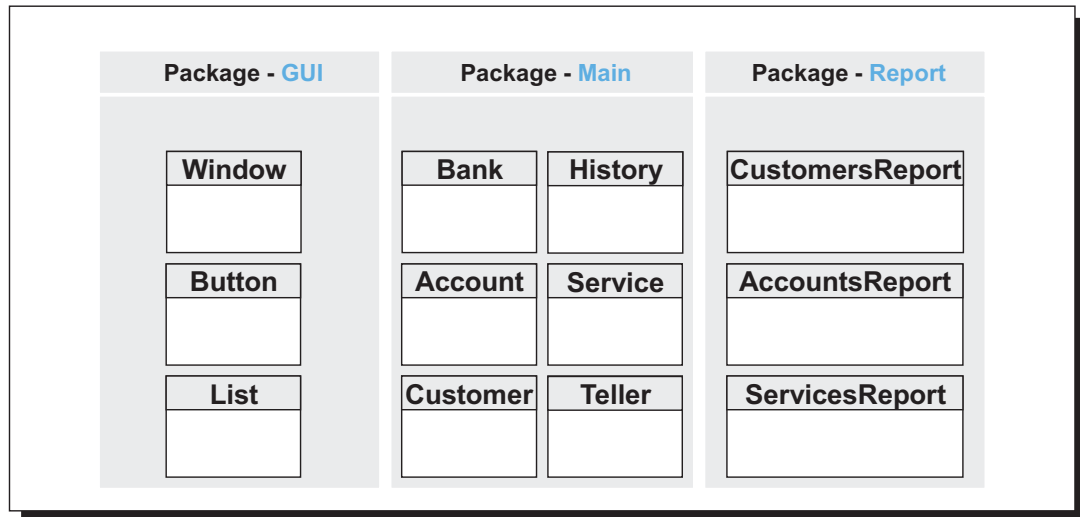 Package - GUI
Package - Main
Package - Report
Window
Button
List
Bank
History
Account
Service
Customer
Teller
CustomersReport
AccountsReport
ServicesReport